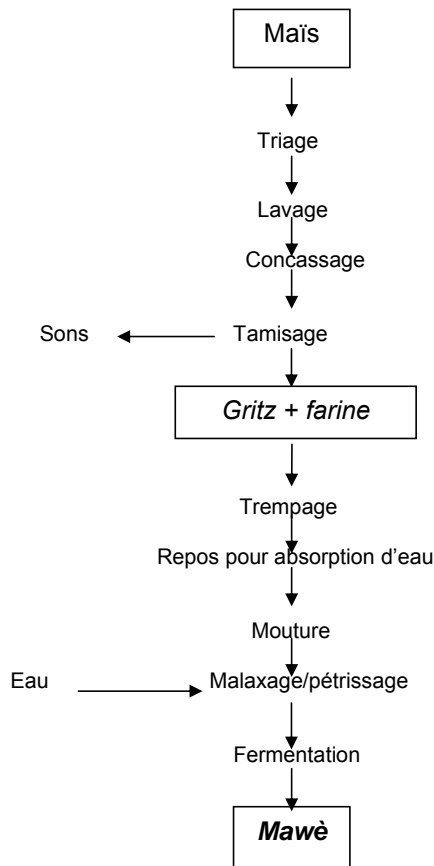 Maïs
Triage
Lavage
Concassage
Sons
Tamisage
Gritz + farine
Trempage
Repos pour absorption d'eau
Mouture
Eau
Malaxage/pétrissage
Fermentation
Mawè